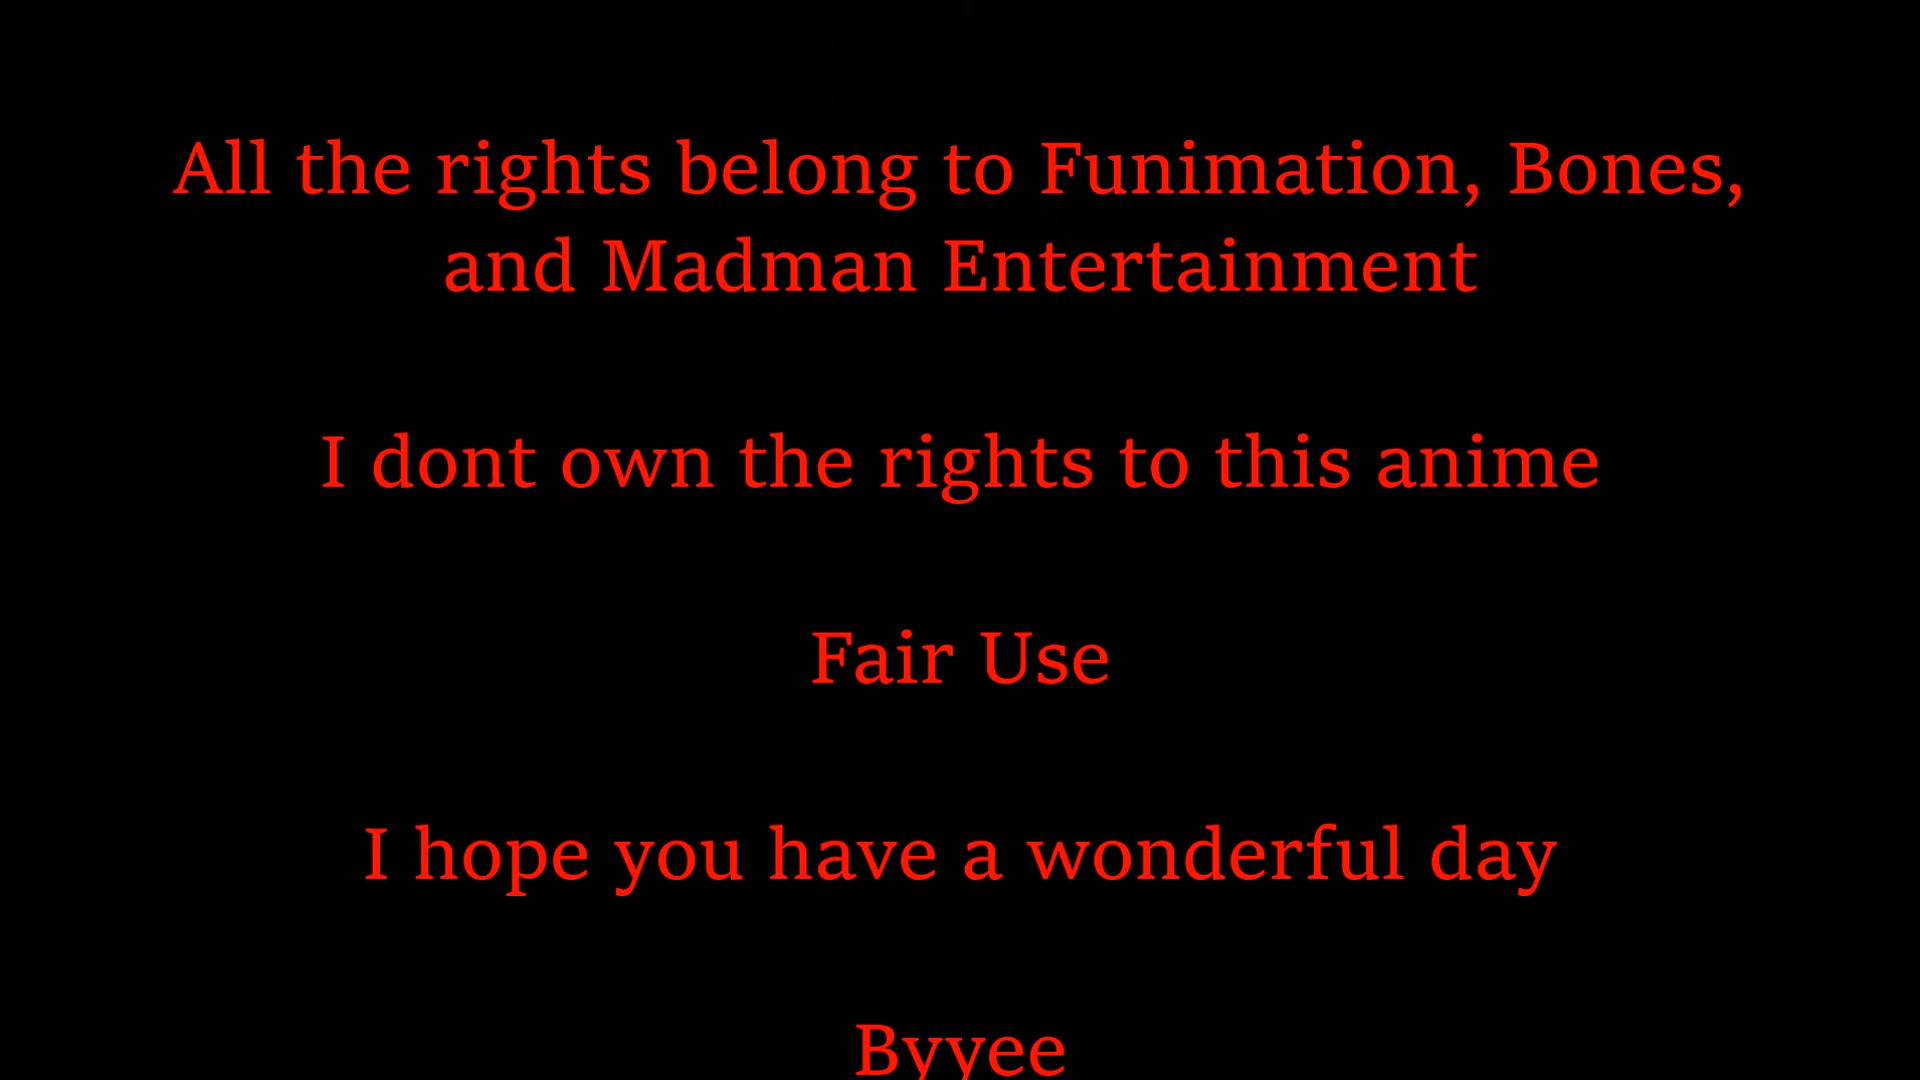 All the rights belong to Funimation, Bones,
and Madman Entertainment
I dont own the rights to this anime
Fair Use
I hope you have a wonderful day
Byyee